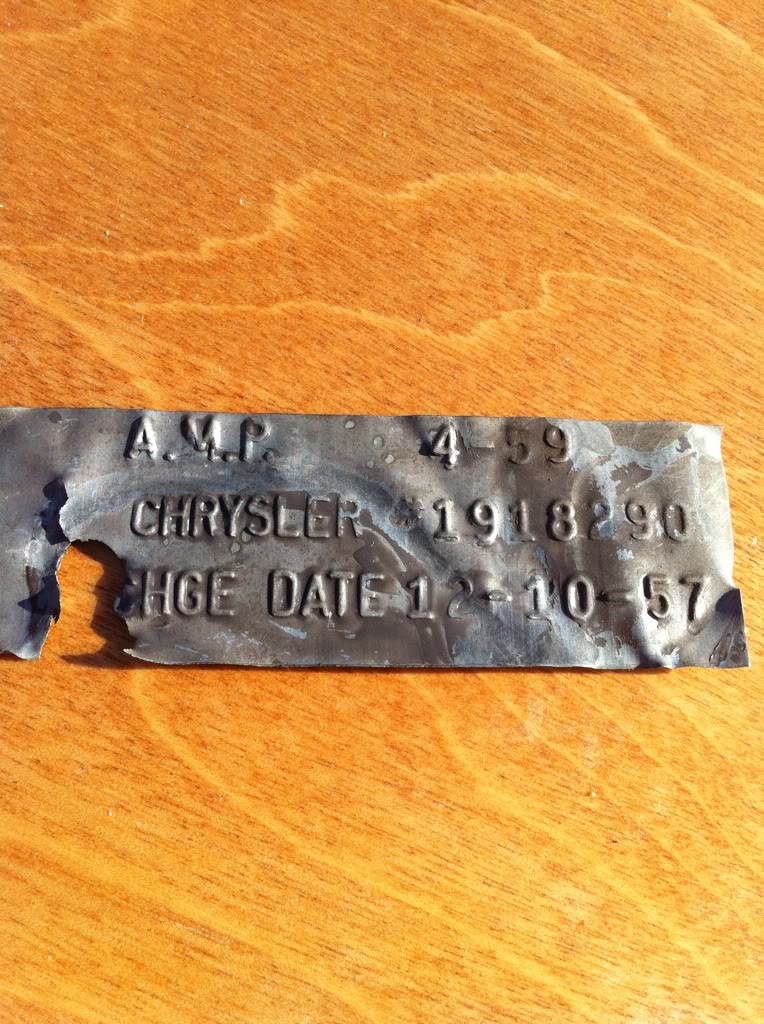 A.M.P. 4-59
CHRYSLER #1918290
CHGE DATE 12-10-57